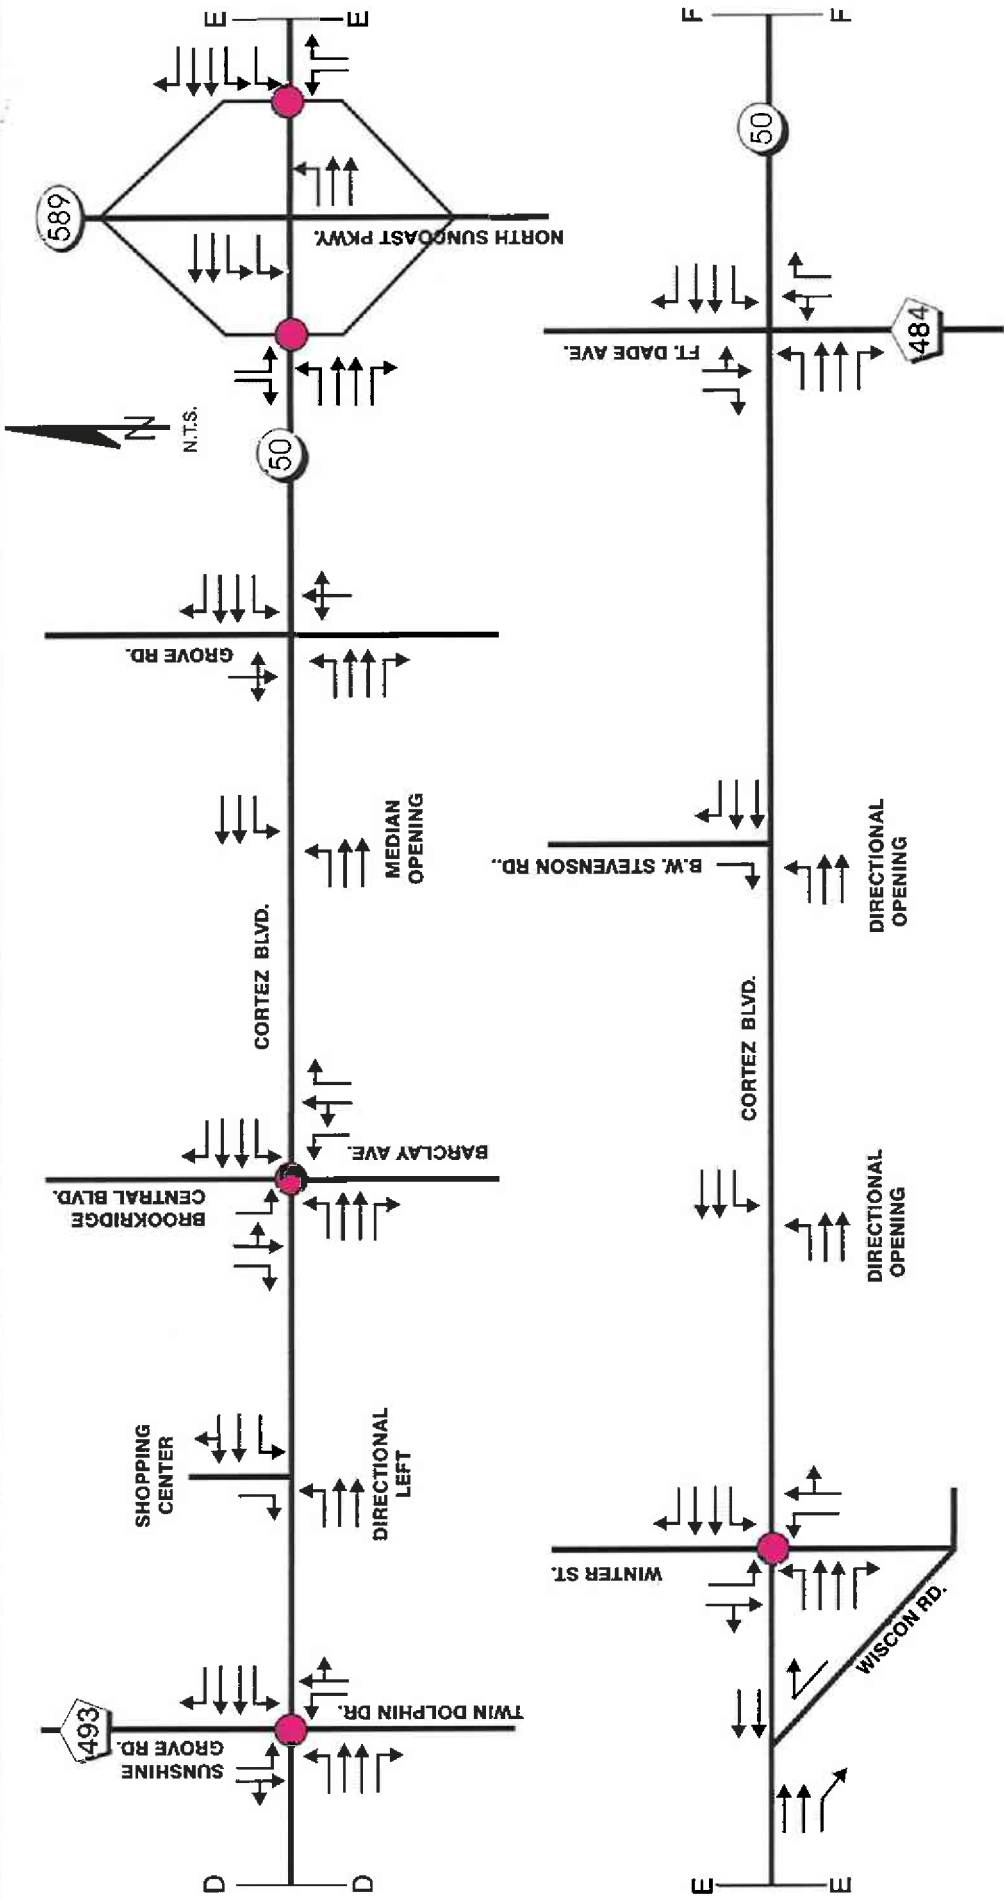 493
SUNSHINE
GROVE RD.
TWIN DOLPHIN DR.
SHOPPING
CENTER
DIRECTIONAL
LEFT
BROOKRIDGE
CENTRAL BLVD.
BARCLAY AVE.
CORTEZ BLVD.
MEDIAN
OPENING
GROVE RD.
50
N
N.T.S.
589
NORTH SUNCOAST PKWY.
D
D
E
E
E
E
WISCON RD.
WINTER ST.
DIRECTIONAL
OPENING
CORTEZ BLVD.
B.W. STEVENSON RD..
DIRECTIONAL
OPENING
FT. DADE AVE.
484
50
F
F